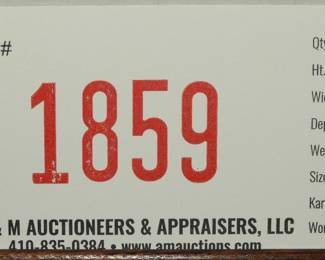 #
1859
& M AUCTIONEERS & APPRAISERS, LLC
410-835-0384 • www.amauctions.com
Qty
Ht.
Wid
Dep
We
Size
Kar
Wor